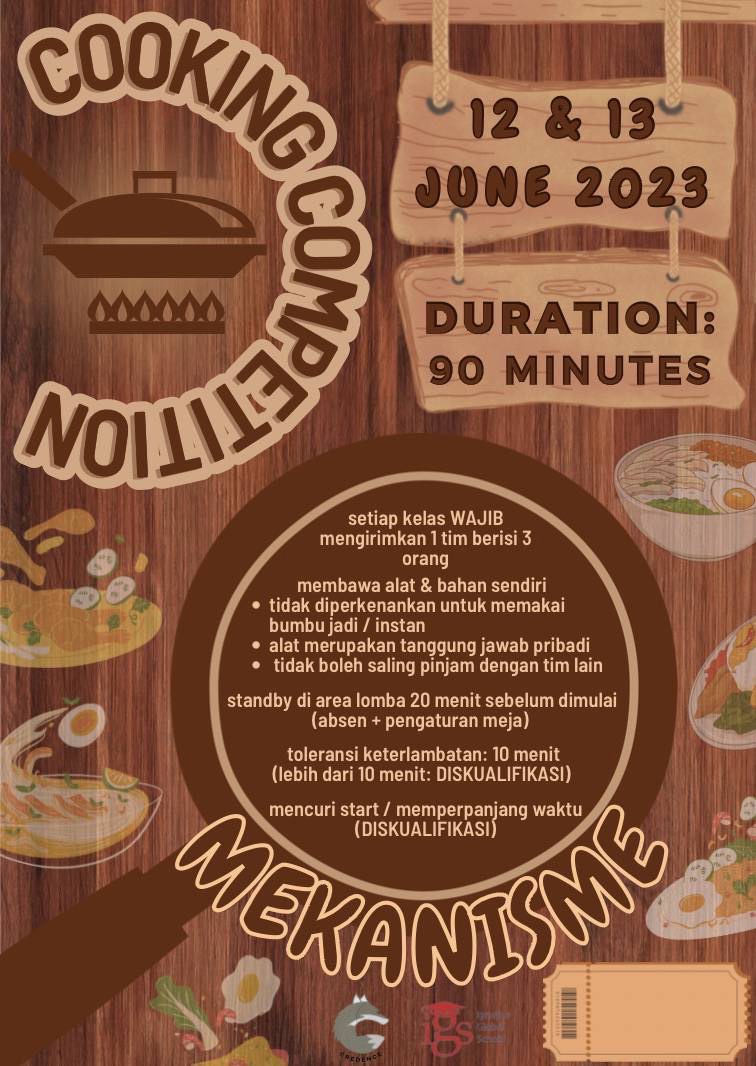 COOKING COMPETITION
12 & 13
JUNE 2023
DURATION:
90 MINUTES
setiap kelas WAJIB
mengirimkan 1 tim berisi 3
orang
membawa alat & bahan sendiri
• tidak diperkenankan untuk memakai
bumbu jadi / instan
• alat merupakan tanggung jawab pribadi
• tidak boleh saling pinjam dengan tim lain
standby di area lomba 20 menit sebelum dimulai
(absen + pengaturan meja)
toleransi keterlambatan: 10 menit
(lebih dari 10 menit: DISKUALIFIKASI)
mencuri start / memperpanjang waktu
(DISKUALIFIKASI)
MEKANISME
CREDENCE
igs
Global
School